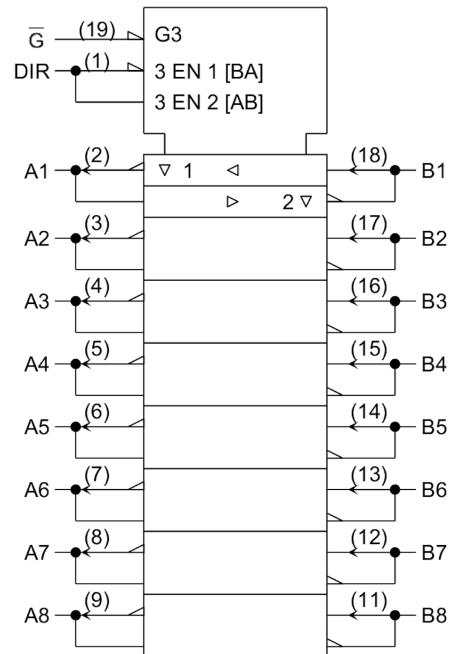 G̅ (19) G3
DIR (1) 3 EN 1 [BA]
3 EN 2 [AB]
A1 (2) ▽ 1 ◁ (18) B1
▷ 2 ▽
A2 (3) (17) B2
A3 (4) (16) B3
A4 (5) (15) B4
A5 (6) (14) B5
A6 (7) (13) B6
A7 (8) (12) B7
A8 (9) (11) B8